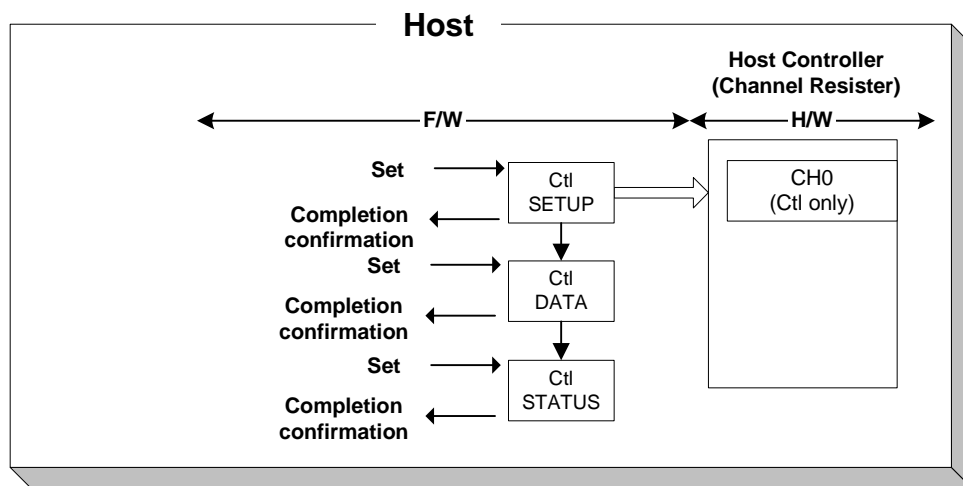 Host
Host Controller
(Channel Resister)
F/W
H/W
Set
Ctl
SETUP
CH0
(Ctl only)
Completion
confirmation
Set
Ctl
DATA
Completion
confirmation
Set
Ctl
STATUS
Completion
confirmation